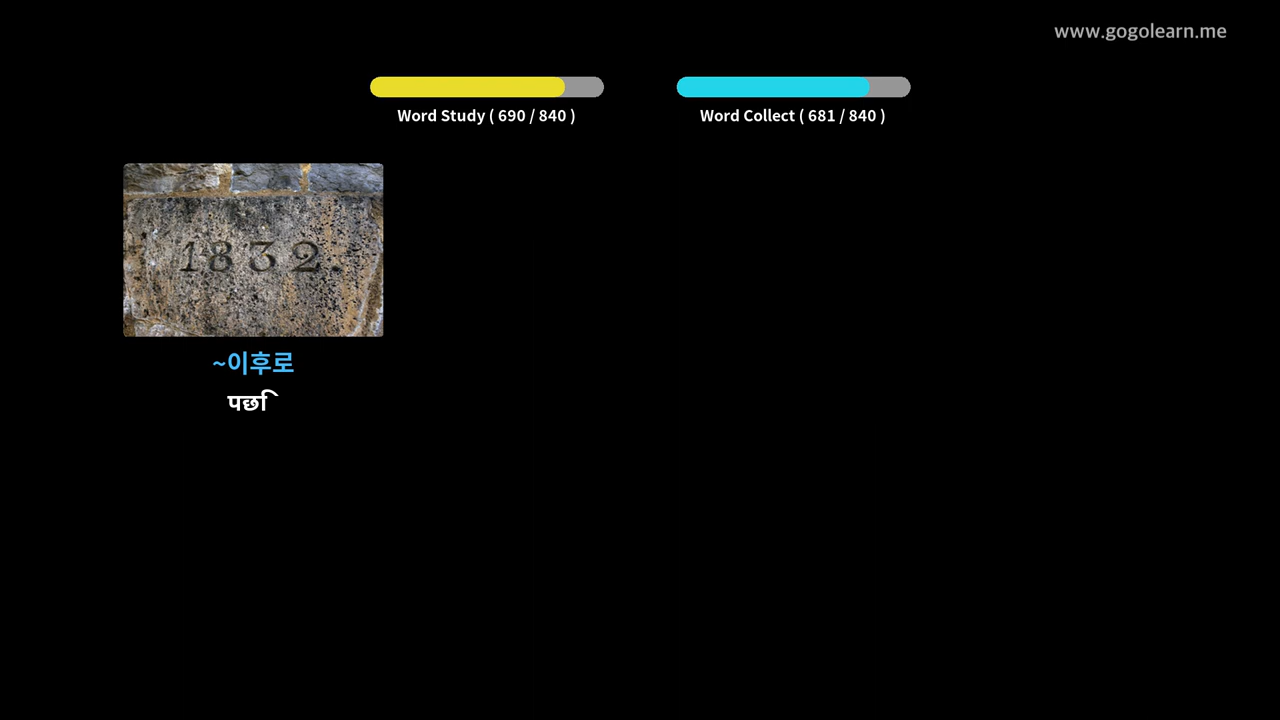 www.gogolearn.me
Word Study ( 690 / 840 )
Word Collect ( 681 / 840 )
1832.
~이후로
पछि